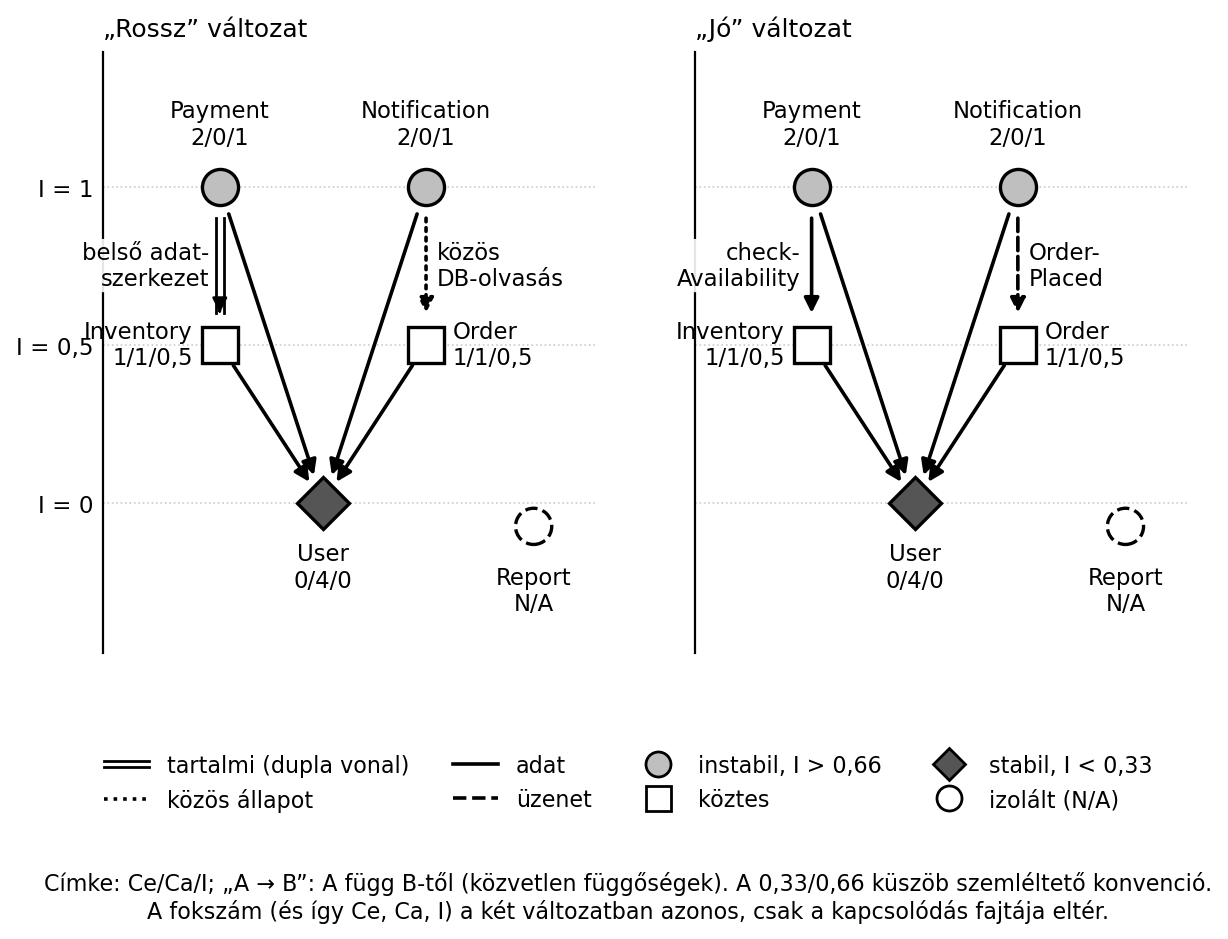 „Rossz” változat
Payment
2/0/1
Notification
2/0/1
I = 1
belső adat-
szerkezet
közös
DB-olvasás
Inventory
1/1/0,5
Order
1/1/0,5
I = 0,5
I = 0
User
0/4/0
Report
N/A
„Jó” változat
Payment
2/0/1
Notification
2/0/1
check-
Availability
Order-
Placed
Inventory
1/1/0,5
Order
1/1/0,5
User
0/4/0
Report
N/A
tartalmi (dupla vonal)
közös állapot
adat
üzenet
instabil, I > 0,66
köztes
stabil, I < 0,33
izolált (N/A)
Címke: Ce/Ca/I; „A → B”: A függ B-től (közvetlen függőségek). A 0,33/0,66 küszöb szemléltető konvenció.
A fokszám (és így Ce, Ca, I) a két változatban azonos, csak a kapcsolódás fajtája eltér.